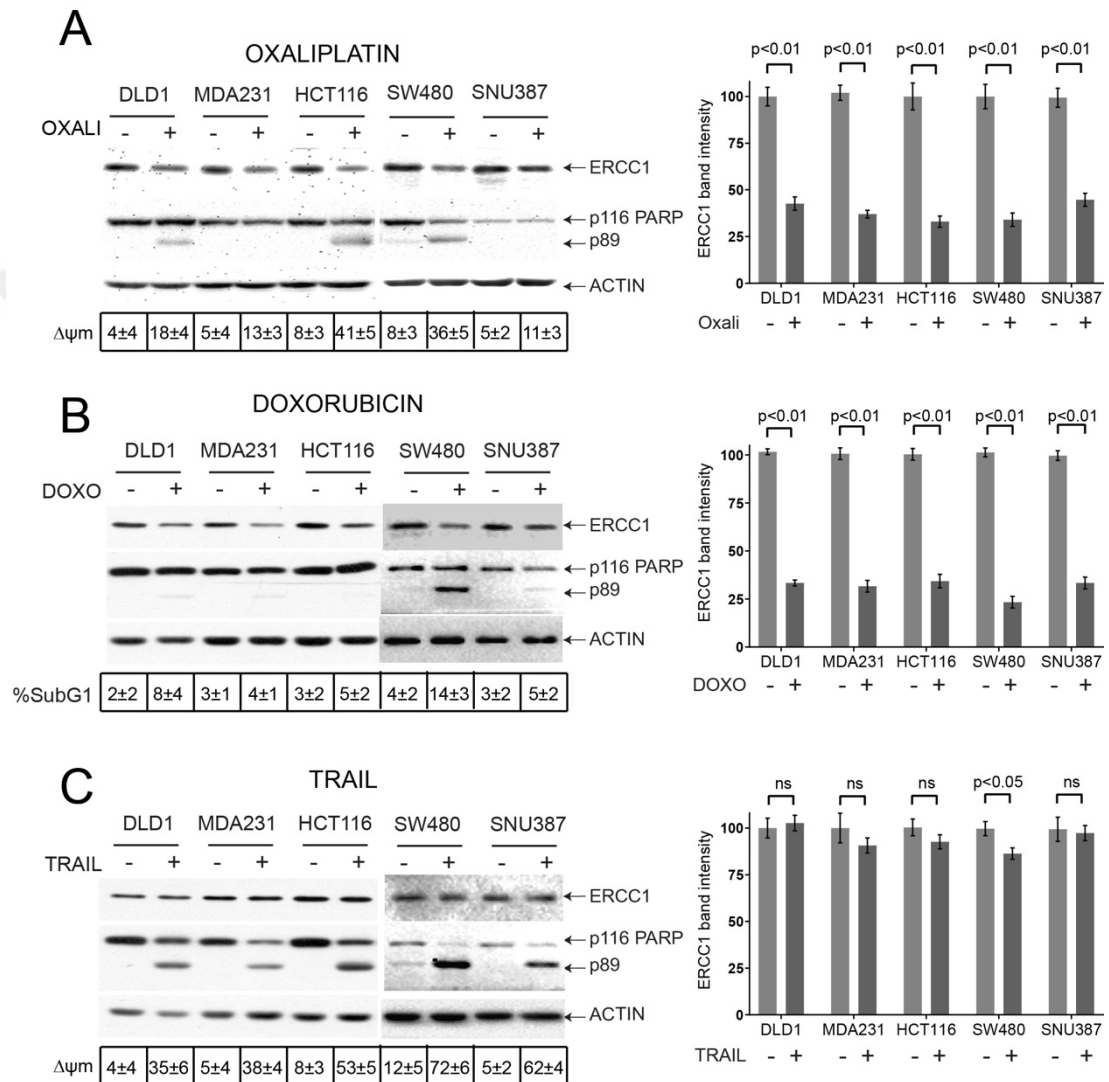 A
OXALIPLATIN
DLD1 MDA231 HCT116 SW480 SNU387
OXALI - + - + - + - + - +
ERCC1
p116 PARP
p89
ACTIN
Δψm 4±4 18±4 5±4 13±3 8±3 41±5 8±3 36±5 5±2 11±3
p<0.01 p<0.01 p<0.01 p<0.01 p<0.01
ERCC1 band intensity
100
75
50
25
0
DLD1 MDA231 HCT116 SW480 SNU387
Oxali - + - + - + - + - +
B
DOXORUBICIN
DLD1 MDA231 HCT116 SW480 SNU387
DOXO - + - + - + - + - +
ERCC1
p116 PARP
p89
ACTIN
%SubG1 2±2 8±4 3±1 4±1 3±2 5±2 4±2 14±3 3±2 5±2
p<0.01 p<0.01 p<0.01 p<0.01 p<0.01
ERCC1 band intensity
100
75
50
25
0
DLD1 MDA231 HCT116 SW480 SNU387
DOXO - + - + - + - + - +
C
TRAIL
DLD1 MDA231 HCT116 SW480 SNU387
TRAIL - + - + - + - + - +
ERCC1
p116 PARP
p89
ACTIN
Δψm 4±4 35±6 5±4 38±4 8±3 53±5 12±5 72±6 5±2 62±4
ns ns ns p<0.05 ns
ERCC1 band intensity
100
75
50
25
0
DLD1 MDA231 HCT116 SW480 SNU387
TRAIL - + - + - + - + - +